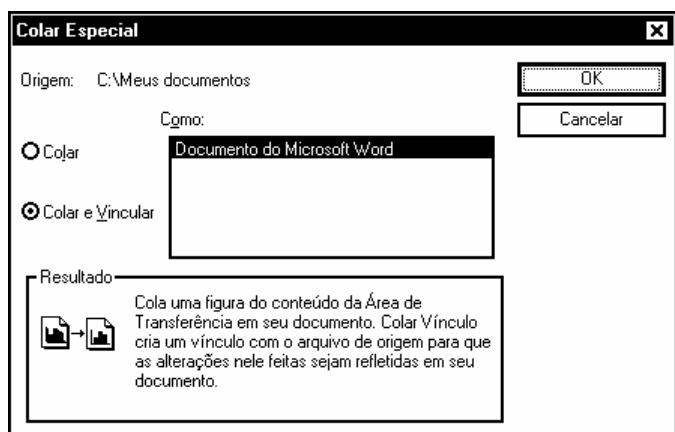 Colar Especial
Origem: C:\Meus documentos
OK
Como:
Cancelar
Colar
Documento do Microsoft Word
Colar e Vincular
Resultado
Cola uma figura do conteúdo da Área de
Transferência em seu documento. Colar Vínculo
cria um vínculo com o arquivo de origem para que
as alterações nele feitas sejam refletidas em seu
documento.